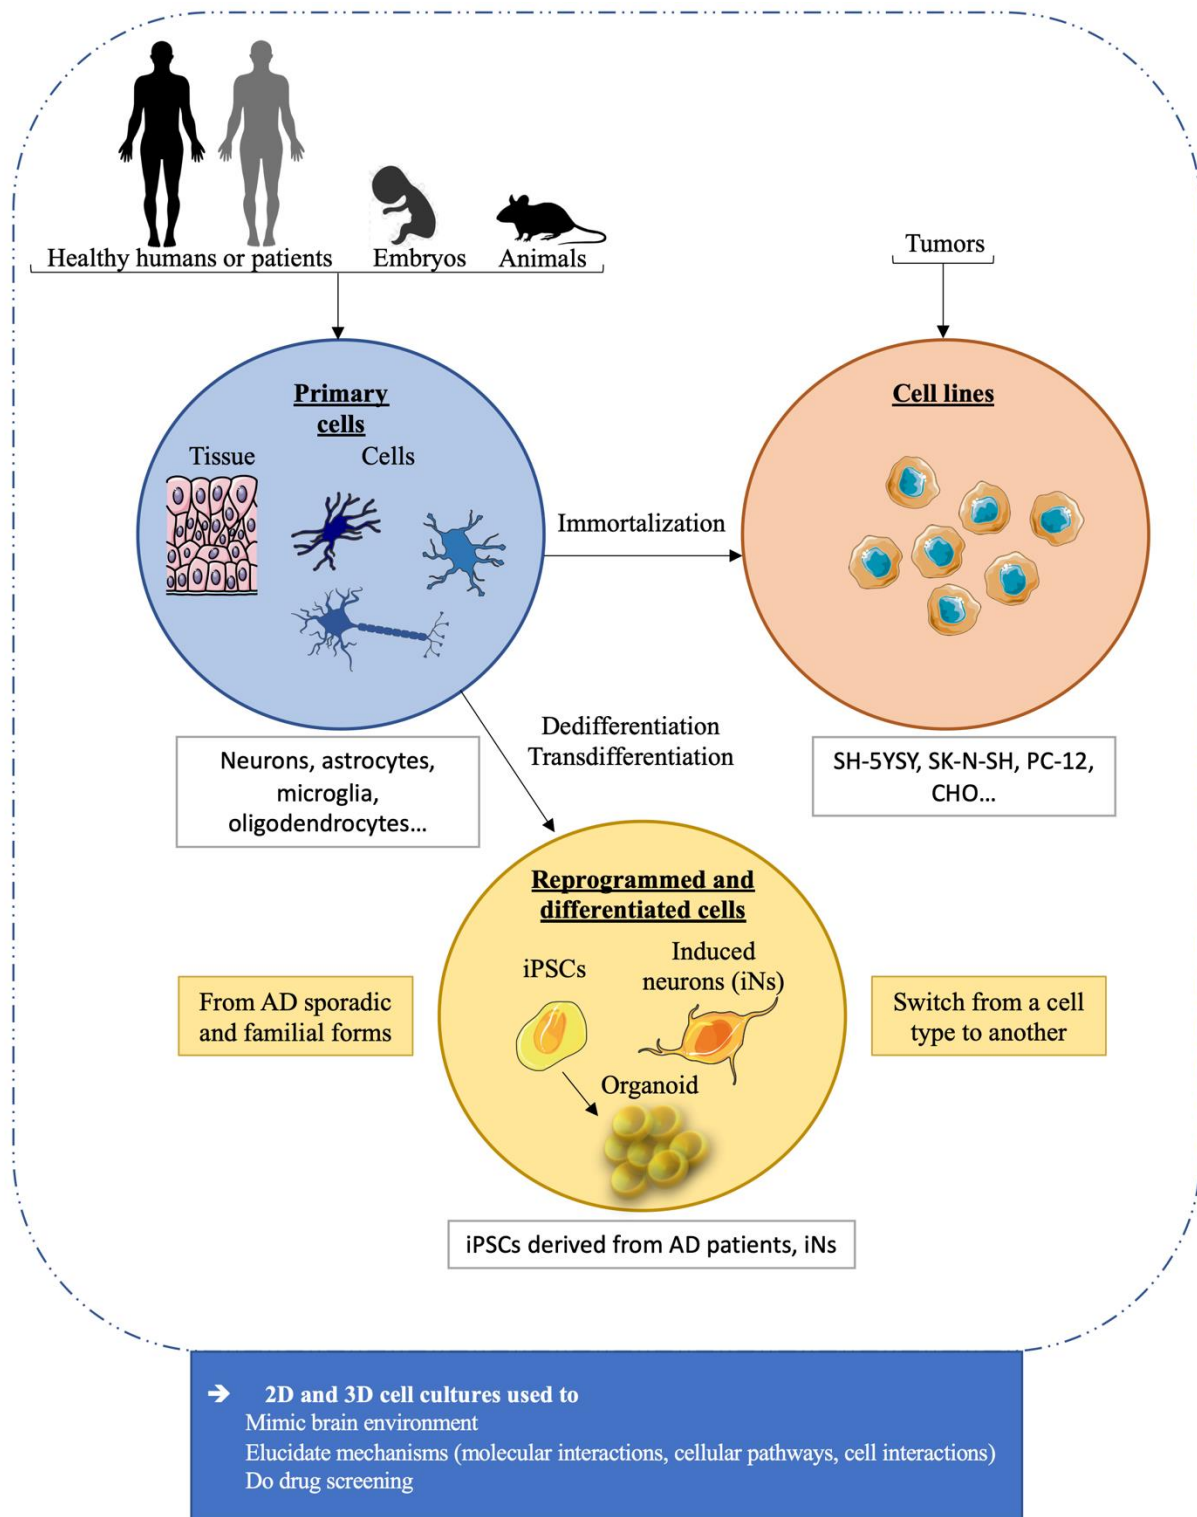 Healthy humans or patients
Embryos
Animals
Tumors
Primary
cells
Tissue
Cells
Immortalization
Cell lines
Neurons, astrocytes,
microglia,
oligodendrocytes...
Dedifferentiation
Transdifferentiation
SH-5YSY, SK-N-SH, PC-12,
CHO...
Reprogrammed and
differentiated cells
iPSCs
Induced
neurons (iNs)
Organoid
From AD sporadic
and familial forms
Switch from a cell
type to another
iPSCs derived from AD patients, iNs
➔ 2D and 3D cell cultures used to
Mimic brain environment
Elucidate mechanisms (molecular interactions, cellular pathways, cell interactions)
Do drug screening